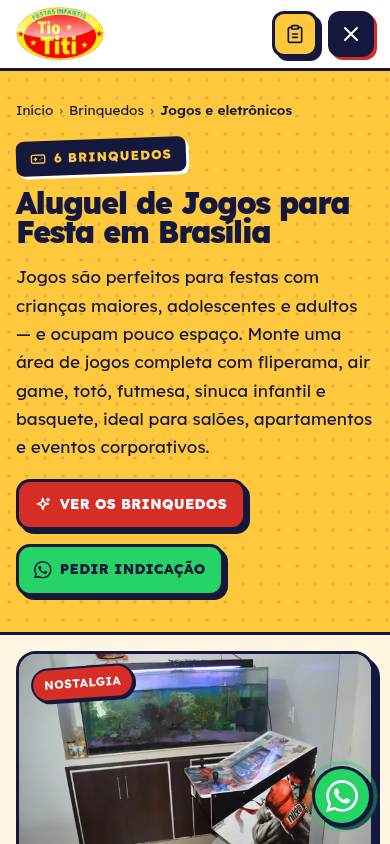 FESTAS INFANTIS
Tio
Titi
Início › Brinquedos › Jogos e eletrônicos
6 BRINQUEDOS
Aluguel de Jogos para
Festa em Brasília
Jogos são perfeitos para festas com
crianças maiores, adolescentes e adultos
— e ocupam pouco espaço. Monte uma
área de jogos completa com fliperama, air
game, totó, futmesa, sinuca infantil e
basquete, ideal para salões, apartamentos
e eventos corporativos.
VER OS BRINQUEDOS
PEDIR INDICAÇÃO
NOSTALGIA